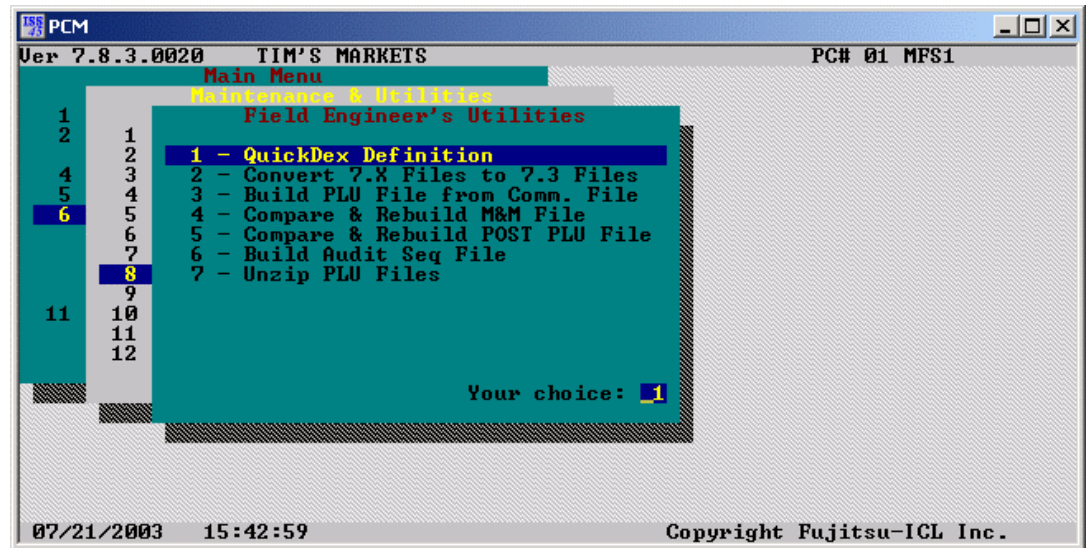 ISS 45 PCM
Ver 7.8.3.0020 TIM'S MARKETS PC# 01 MFS1
Main Menu
Maintenance & Utilities
1 Field Engineer's Utilities
2 1
2 1 - QuickDex Definition
4 3 2 - Convert 7.X Files to 7.3 Files
5 4 3 - Build PLU File from Comm. File
6 5 4 - Compare & Rebuild M&M File
6 5 - Compare & Rebuild POST PLU File
7 6 - Build Audit Seq File
8 7 - Unzip PLU Files
9
11 10
11
12
Your choice: 1
07/21/2003 15:42:59 Copyright Fujitsu-ICL Inc.